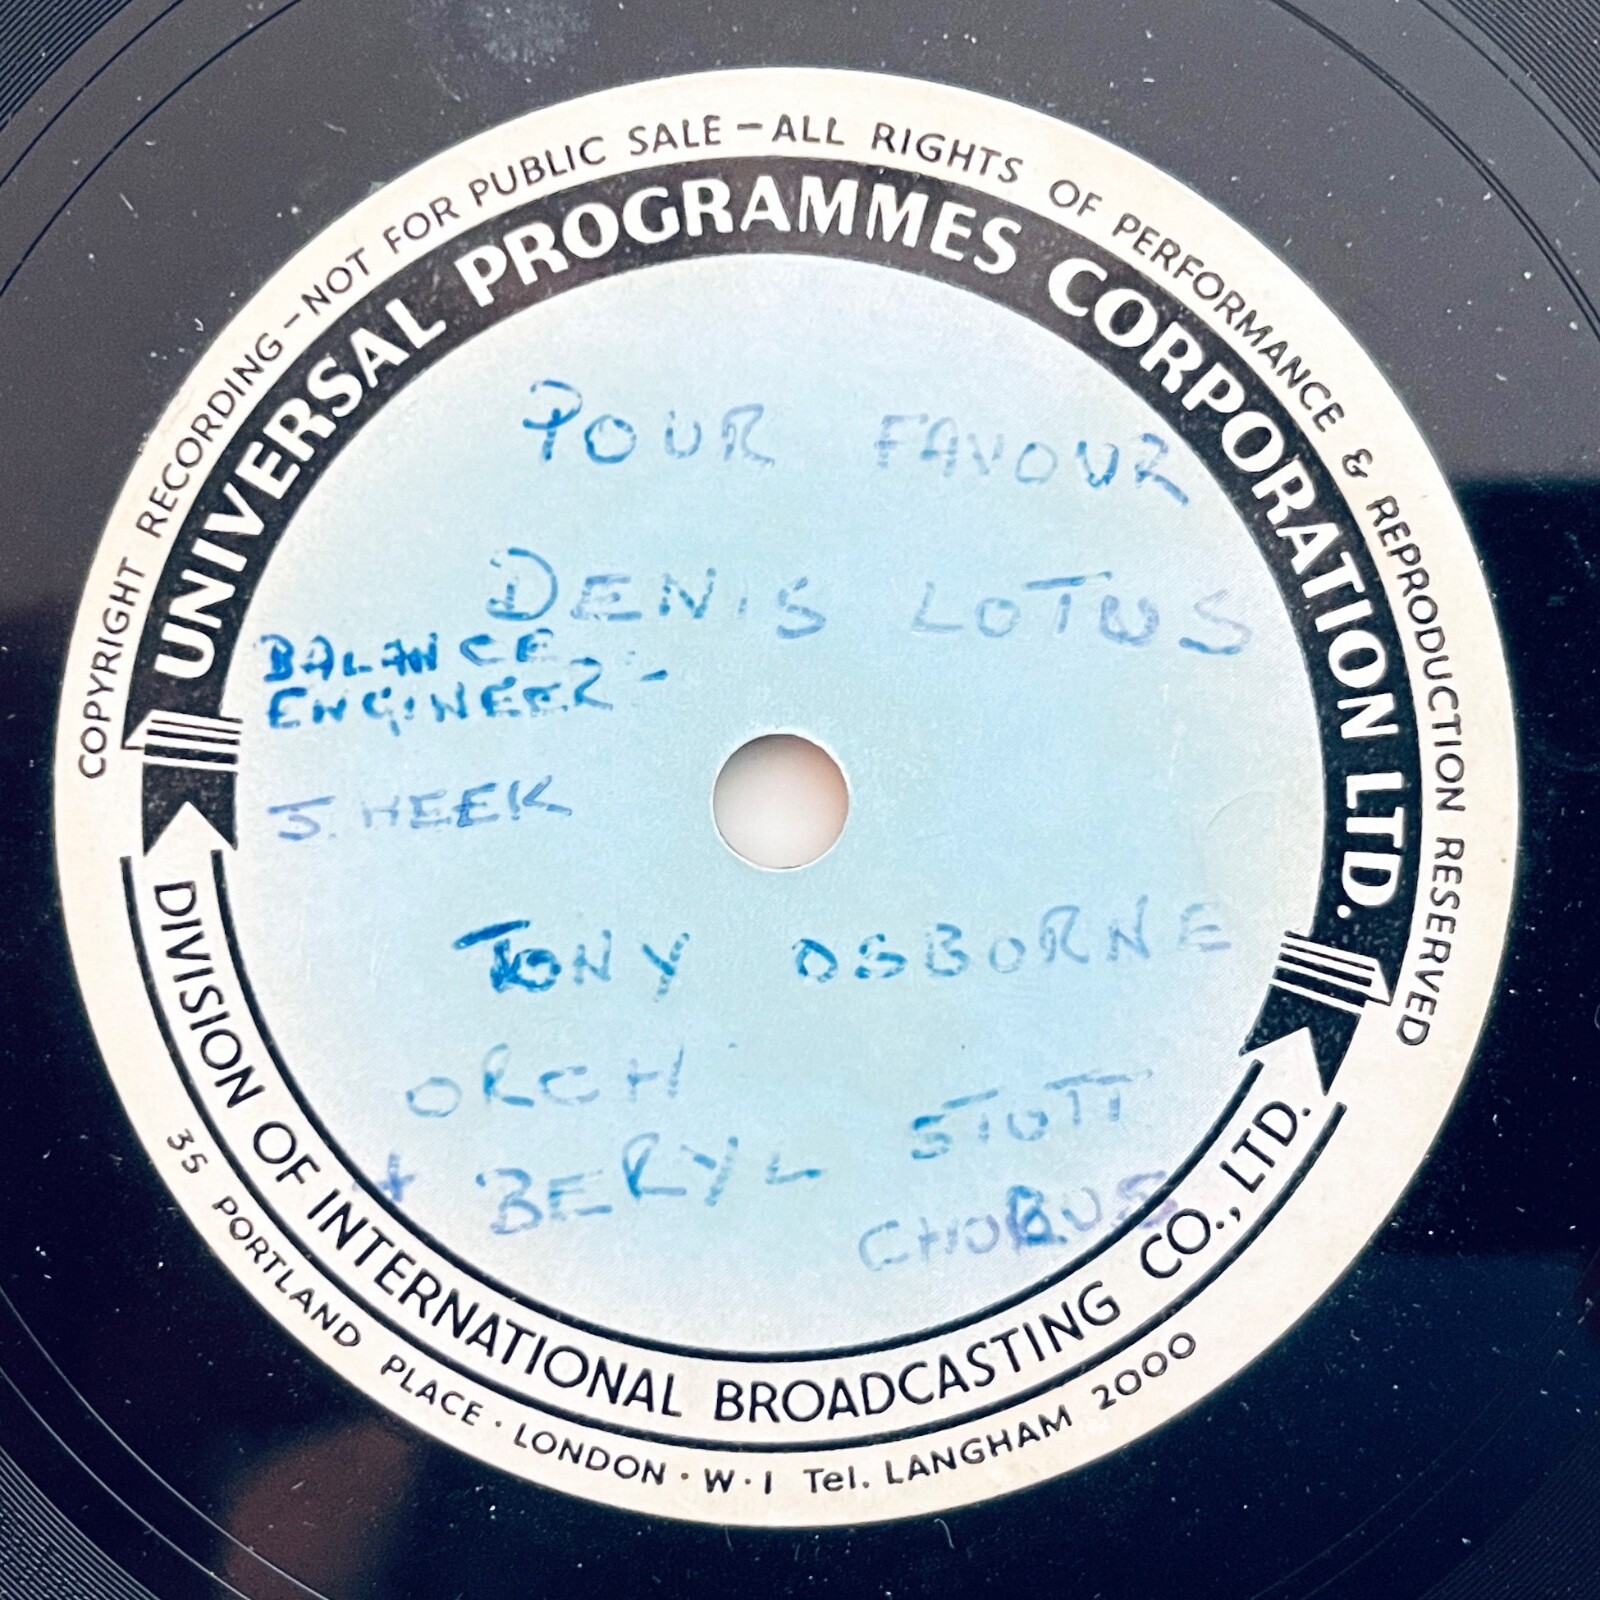 COPYRIGHT RECORDING – NOT FOR PUBLIC SALE – ALL RIGHTS OF PERFORMANCE & REPRODUCTION RESERVED
UNIVERSAL PROGRAMMES CORPORATION LTD.
POUR FAVOUR
DENIS LOTUS
BALANCE
ENGINEER -
J. MEEK
TONY OSBORNE
ORCH
+ BERYL STOTT
CHORUS
DIVISION OF INTERNATIONAL BROADCASTING CO., LTD.
35 PORTLAND PLACE · LONDON · W · 1 Tel. LANGHAM 2000